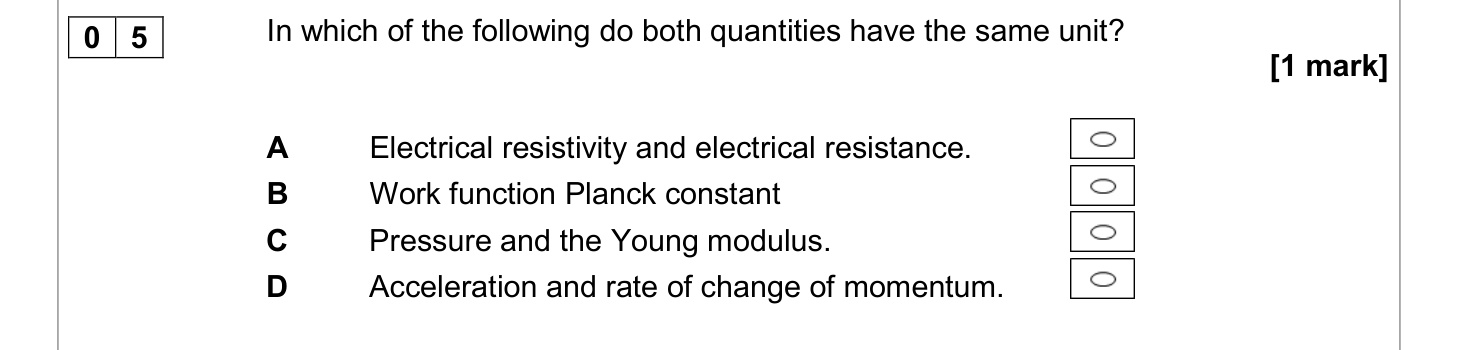 0 5 In which of the following do both quantities have the same unit?
[1 mark]
A Electrical resistivity and electrical resistance.
B Work function Planck constant
C Pressure and the Young modulus.
D Acceleration and rate of change of momentum.